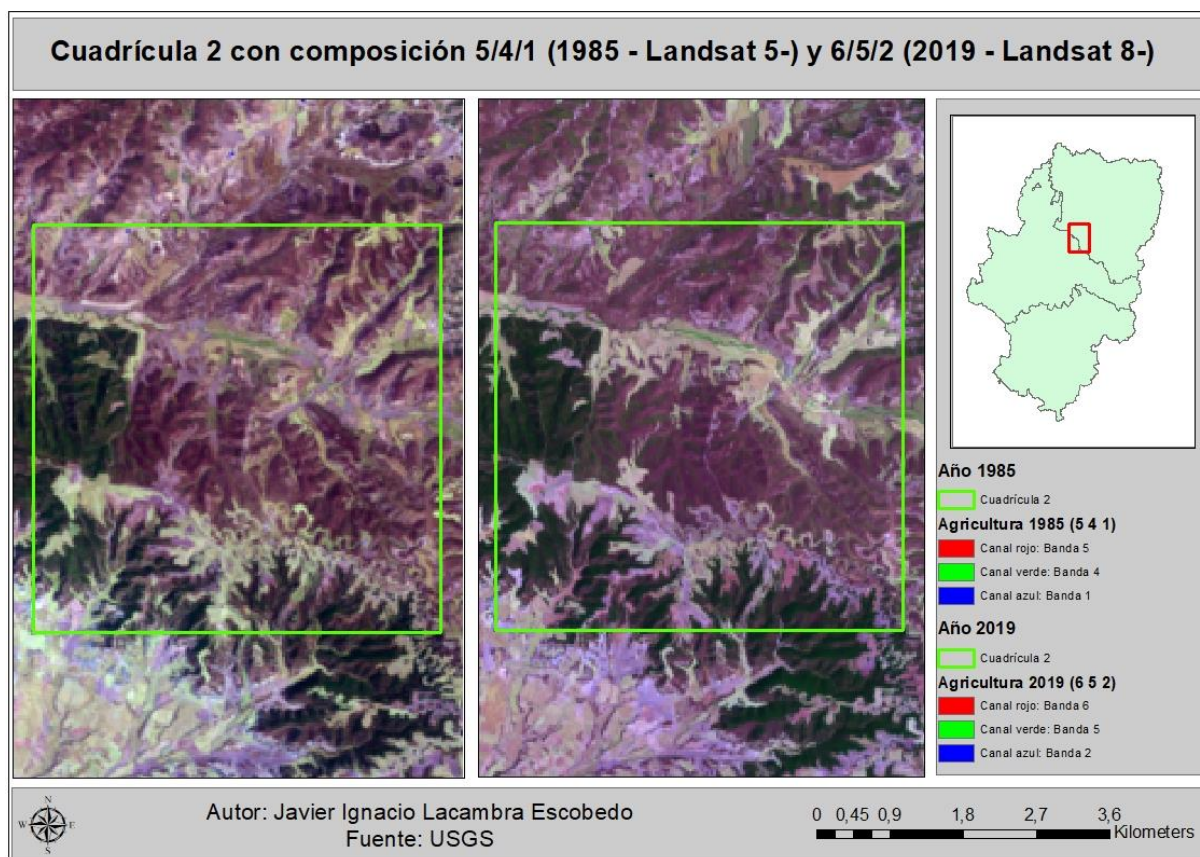 Cuadrícula 2 con composición 5/4/1 (1985 - Landsat 5-) y 6/5/2 (2019 - Landsat 8-)
Año 1985
Cuadrícula 2
Agricultura 1985 (5 4 1)
Canal rojo: Banda 5
Canal verde: Banda 4
Canal azul: Banda 1
Año 2019
Cuadrícula 2
Agricultura 2019 (6 5 2)
Canal rojo: Banda 6
Canal verde: Banda 5
Canal azul: Banda 2
N
W E
S
Autor: Javier Ignacio Lacambra Escobedo
Fuente: USGS
0 0,45 0,9 1,8 2,7 3,6
Kilometers